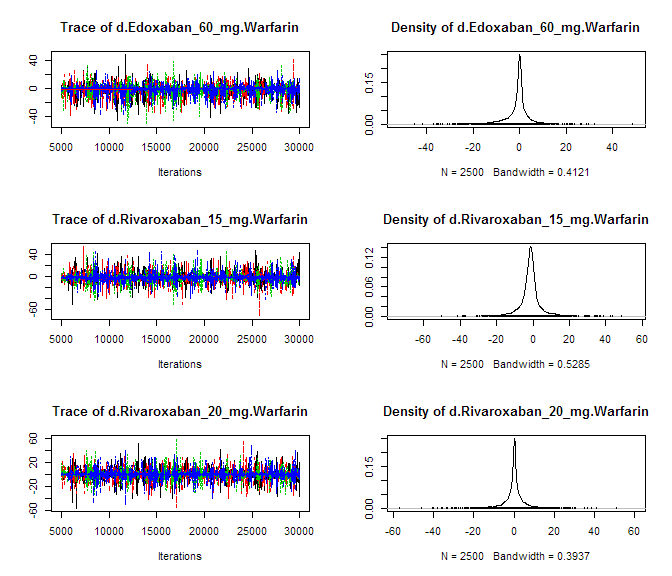 Trace of d.Edoxaban_60_mg.Warfarin
40
0
-40
5000 10000 15000 20000 25000 30000
Iterations
Density of d.Edoxaban_60_mg.Warfarin
0.15
0.00
-40 -20 0 20 40
N = 2500 Bandwidth = 0.4121
Trace of d.Rivaroxaban_15_mg.Warfarin
40
0
-60
5000 10000 15000 20000 25000 30000
Iterations
Density of d.Rivaroxaban_15_mg.Warfarin
0.12
0.06
0.00
-60 -40 -20 0 20 40 60
N = 2500 Bandwidth = 0.5285
Trace of d.Rivaroxaban_20_mg.Warfarin
60
20
-20
-60
5000 10000 15000 20000 25000 30000
Iterations
Density of d.Rivaroxaban_20_mg.Warfarin
0.15
0.00
-60 -40 -20 0 20 40 60
N = 2500 Bandwidth = 0.3937